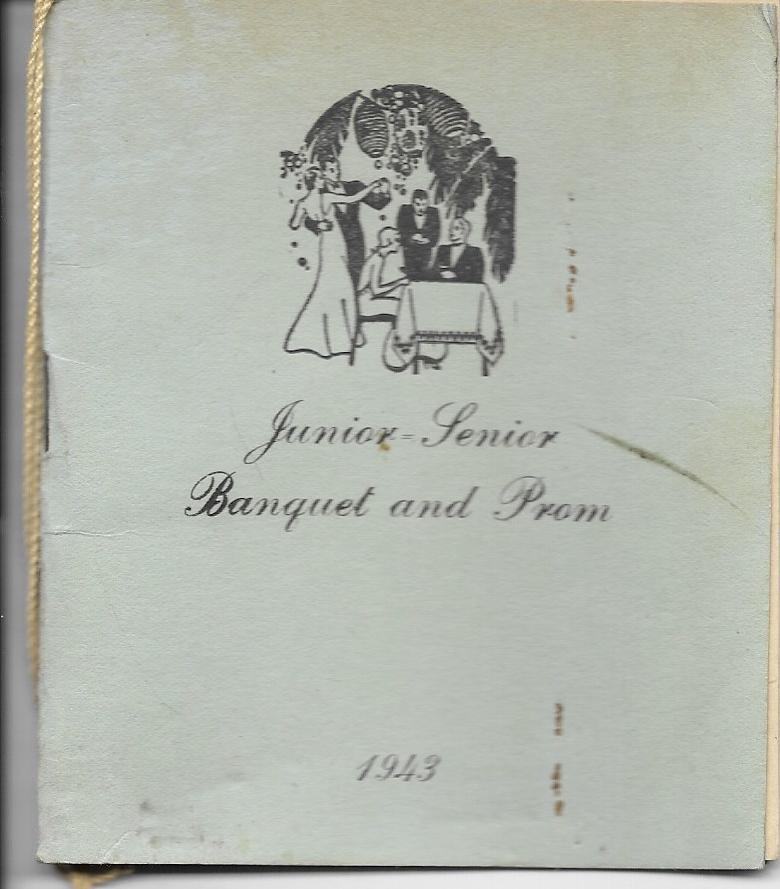 Junior=Senior
Banquet and Prom
1943